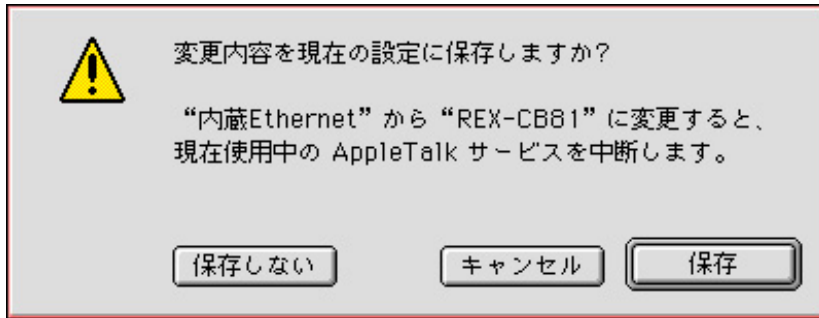 変更内容を現在の設定に保存しますか?
“内蔵Ethernet”から“REX-CB81”に変更すると、
現在使用中の AppleTalk サービスを中断します。
保存しない
キャンセル
保存